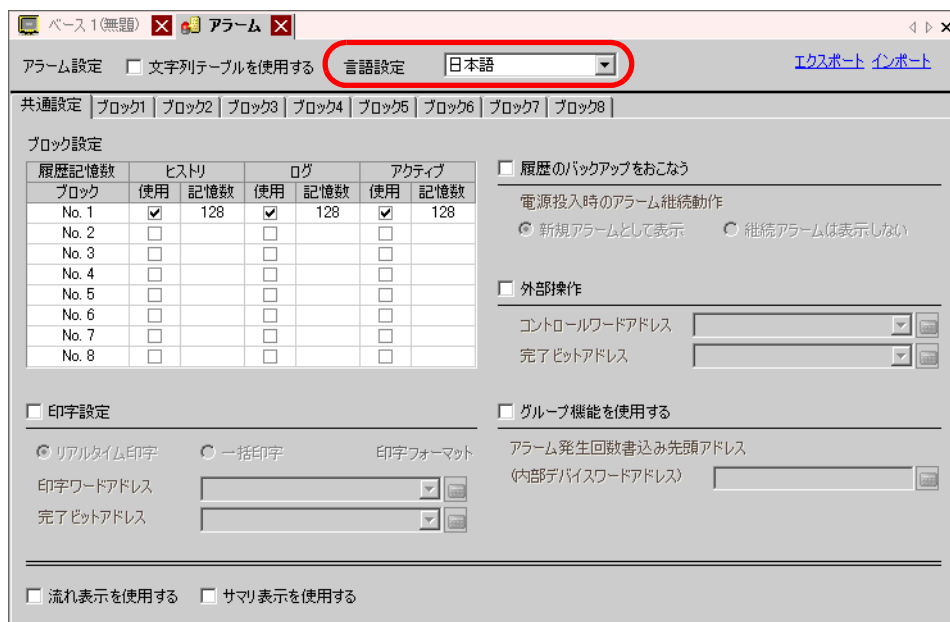 ベース 1(無題) アラーム
アラーム設定 文字列テーブルを使用する 言語設定 日本語 エクスポート インポート
共通設定 ブロック1 ブロック2 ブロック3 ブロック4 ブロック5 ブロック6 ブロック7 ブロック8
ブロック設定
履歴記憶数 ヒストリ ログ アクティブ
ブロック 使用 記憶数 使用 記憶数 使用 記憶数
No. 1 128 128 128
No. 2
No. 3
No. 4
No. 5
No. 6
No. 7
No. 8
履歴のバックアップをおこなう
電源投入時のアラーム継続動作
新規アラームとして表示 継続アラームは表示しない
外部操作
コントロールワードアドレス
完了ビットアドレス
印字設定
リアルタイム印字 一括印字 印字フォーマット
印字ワードアドレス
完了ビットアドレス
グループ機能を使用する
アラーム発生回数書込み先頭アドレス
(内部デバイスワードアドレス)
流れ表示を使用する サマリ表示を使用する